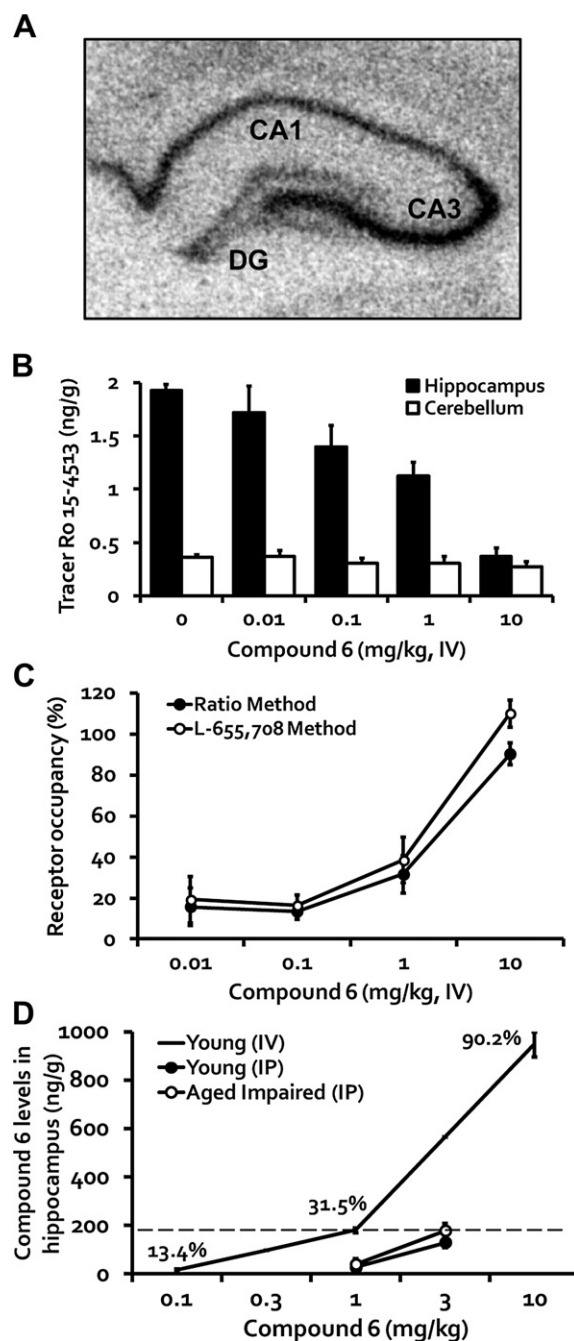 A
CA1
CA3
DG
B
2
1.5
1
0.5
0
Tracer Ro 15-4513 (ng/g)
Hippocampus
Cerebellum
0 0.01 0.1 1 10
Compound 6 (mg/kg, IV)
C
120
100
80
60
40
20
0
Receptor occupancy (%)
Ratio Method
L-655,708 Method
0.01 0.1 1 10
Compound 6 (mg/kg, IV)
D
1000
800
600
400
200
0
Compound 6 levels in
hippocampus (ng/g)
Young (IV)
Young (IP)
Aged Impaired (IP)
90.2%
31.5%
13.4%
0.1 0.3 1 3 10
Compound 6 (mg/kg)